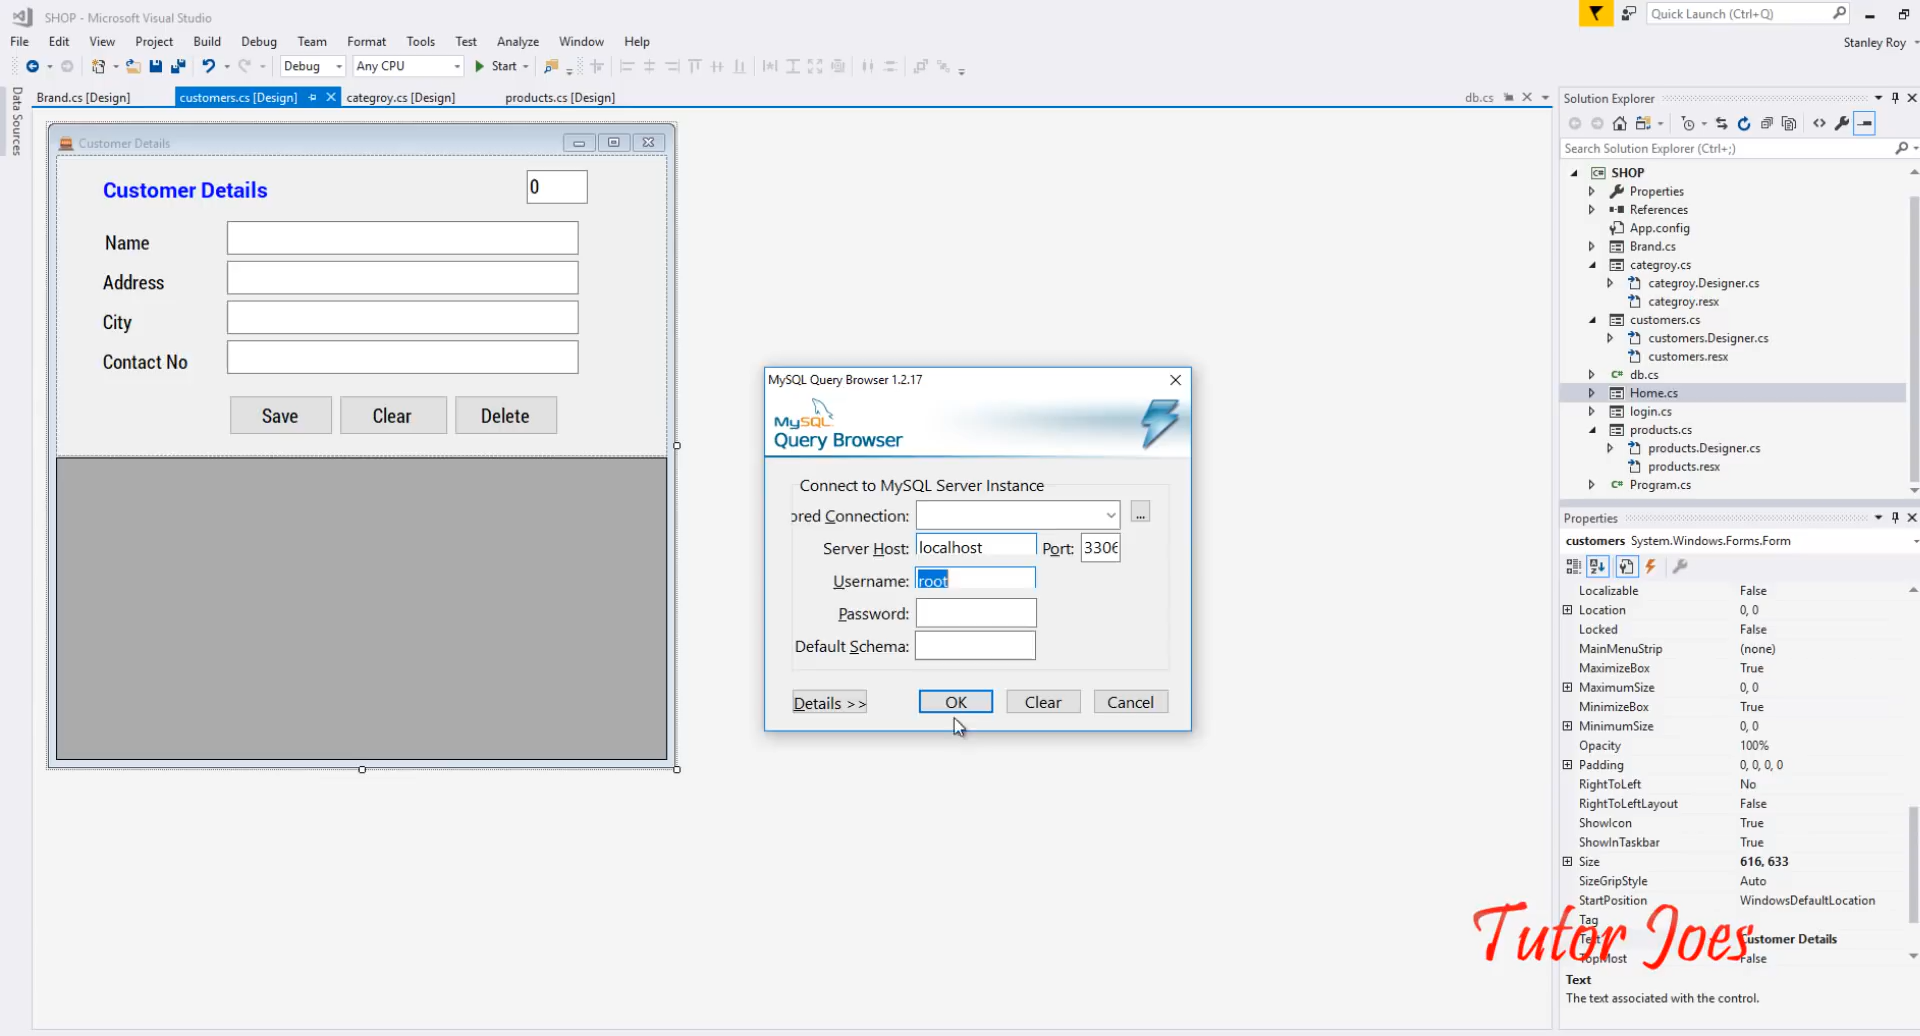 SHOP - Microsoft Visual Studio
Quick Launch (Ctrl+Q)
File Edit View Project Build Debug Team Format Tools Test Analyze Window Help
Stanley Roy
Debug Any CPU Start
Data Sources
Brand.cs [Design] customers.cs [Design] categroy.cs [Design] products.cs [Design] db.cs
Customer Details
Customer Details
0
Name
Address
City
Contact No
Save Clear Delete
MySQL Query Browser 1.2.17
MySQL
Query Browser
Connect to MySQL Server Instance
ored Connection: ...
Server Host: localhost Port: 3306
Username: root
Password:
Default Schema:
Details >> OK Clear Cancel
Solution Explorer
Search Solution Explorer (Ctrl+;)
SHOP
Properties
References
App.config
Brand.cs
categroy.cs
categroy.Designer.cs
categroy.resx
customers.cs
customers.Designer.cs
customers.resx
db.cs
Home.cs
login.cs
products.cs
products.Designer.cs
products.resx
Program.cs
Properties
customers System.Windows.Forms.Form
Localizable False
Location 0, 0
Locked False
MainMenuStrip (none)
MaximizeBox True
MaximumSize 0, 0
MinimizeBox True
MinimumSize 0, 0
Opacity 100%
Padding 0, 0, 0, 0
RightToLeft No
RightToLeftLayout False
ShowIcon True
ShowInTaskbar True
Size 616, 633
SizeGripStyle Auto
StartPosition WindowsDefaultLocation
Tag
Text Customer Details
TopMost False
Tutor Joes
Text
The text associated with the control.